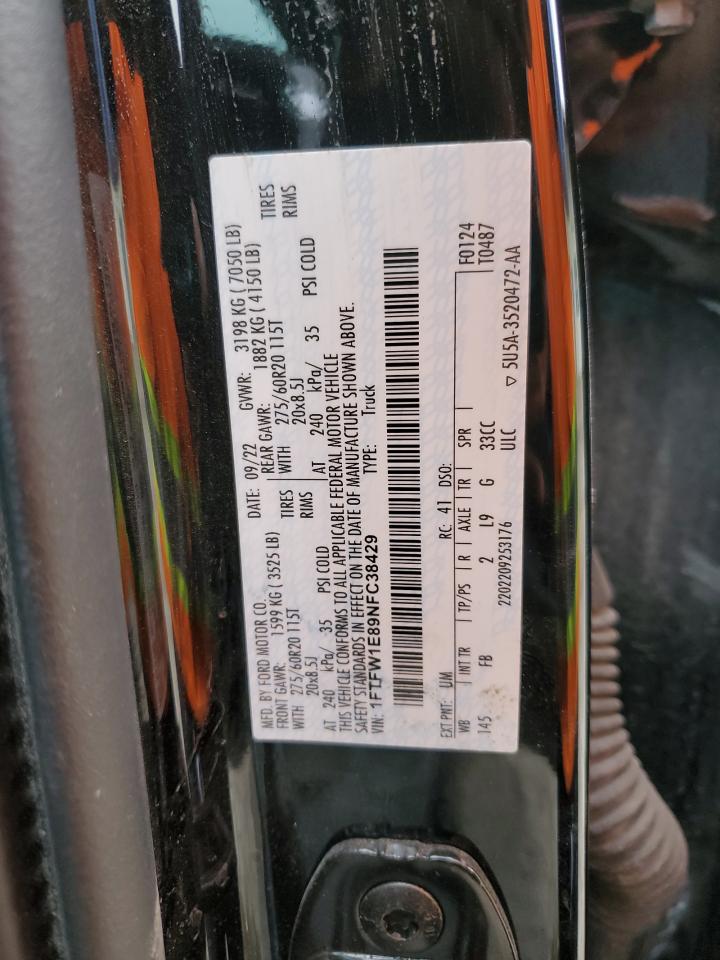 MFD. BY FORD MOTOR CO. DATE: 09/22 GVWR: 3198 KG ( 7050 LB)
FRONT GAWR: 1599 KG ( 3525 LB) REAR GAWR: 1882 KG ( 4150 LB)
WITH 275/60R20 115T TIRES WITH 275/60R20 115T TIRES
20x8.5J RIMS 20x8.5J RIMS
AT 240 kPa/ 35 PSI COLD AT 240 kPa/ 35 PSI COLD
THIS VEHICLE CONFORMS TO ALL APPLICABLE FEDERAL MOTOR VEHICLE
SAFETY STANDARDS IN EFFECT ON THE DATE OF MANUFACTURE SHOWN ABOVE.
VIN: 1FTFW1E89NFC38429 TYPE: Truck
EXT PNT: UM RC: 41 DSO: F0124
WB INT TR TP/PS R AXLE TR SPR T0487
145 FB 2 L9 G 33CC
2202209253176 ULC
▽ 5U5A-3520472-AA